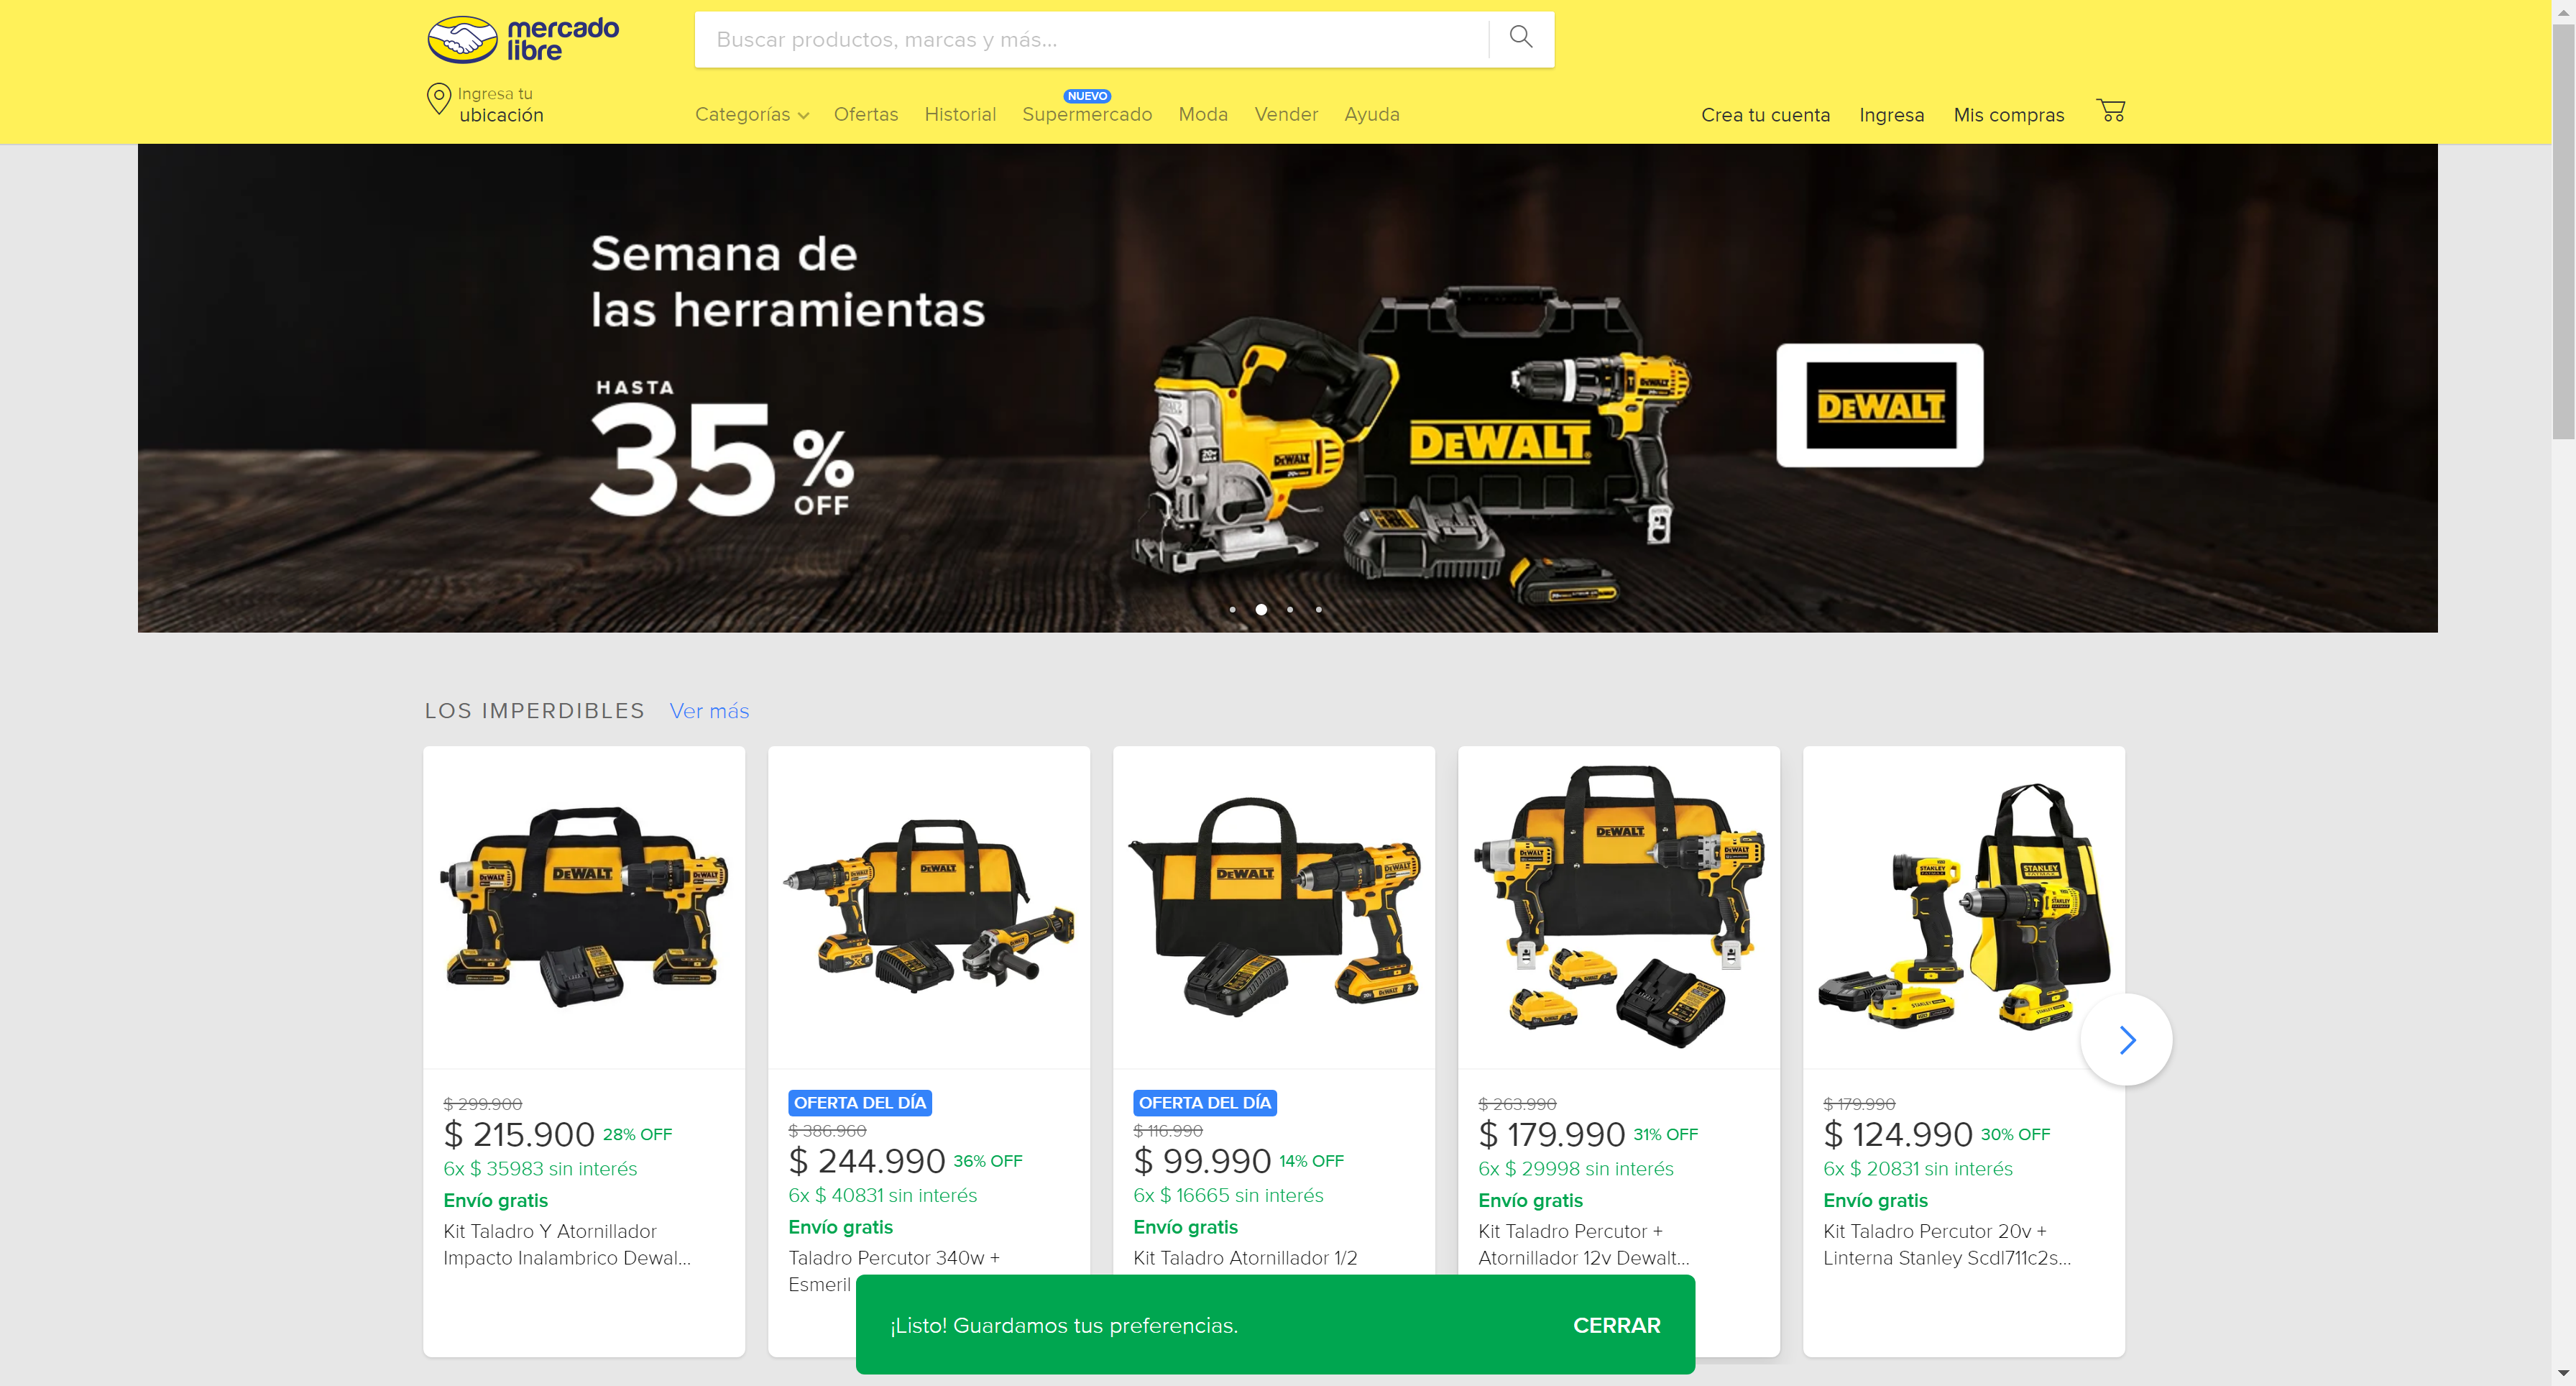 mercado
libre
Buscar productos, marcas y más...
Ingresa tu
ubicación
Categorías
Ofertas
Historial
NUEVO
Supermercado
Moda
Vender
Ayuda
Crea tu cuenta
Ingresa
Mis compras
Semana de
las herramientas
HASTA
35% OFF
DEWALT
DEWALT
LOS IMPERDIBLES Ver más
DEWALT
$ 299.900
$ 215.900 28% OFF
6x $ 35983 sin interés
Envío gratis
Kit Taladro Y Atornillador
Impacto Inalambrico Dewal...
DEWALT
OFERTA DEL DÍA
$ 386.960
$ 244.990 36% OFF
6x $ 40831 sin interés
Envío gratis
Taladro Percutor 340w +
Esmeril
DEWALT
OFERTA DEL DÍA
$ 116.990
$ 99.990 14% OFF
6x $ 16665 sin interés
Envío gratis
Kit Taladro Atornillador 1/2
DEWALT
$ 263.990
$ 179.990 31% OFF
6x $ 29998 sin interés
Envío gratis
Kit Taladro Percutor +
Atornillador 12v Dewalt...
STANLEY
$ 179.990
$ 124.990 30% OFF
6x $ 20831 sin interés
Envío gratis
Kit Taladro Percutor 20v +
Linterna Stanley Scdl711c2s...
¡Listo! Guardamos tus preferencias.
CERRAR